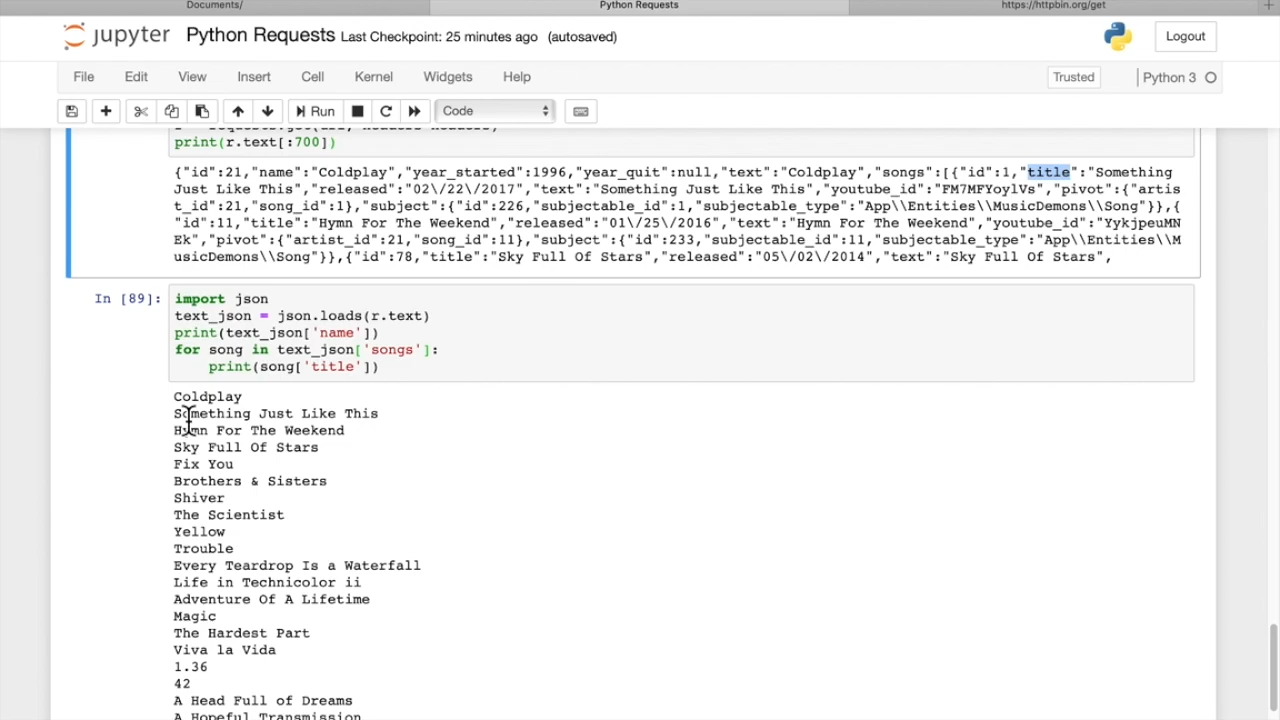 Documents/
Python Requests
https://httpbin.org/get
jupyter Python Requests Last Checkpoint: 25 minutes ago (autosaved)
Logout
File Edit View Insert Cell Kernel Widgets Help
Trusted
Python 3
Run
Code
r = requests.get(url, headers=headers)
print(r.text[:700])
{"id":21,"name":"Coldplay","year_started":1996,"year_quit":null,"text":"Coldplay","songs":[{"id":1,"title":"Something
Just Like This","released":"02\/22\/2017","text":"Something Just Like This","youtube_id":"FM7MFYoylVs","pivot":{"artis
t_id":21,"song_id":1},"subject":{"id":226,"subjectable_id":1,"subjectable_type":"App\\Entities\\MusicDemons\\Song"}},{
"id":11,"title":"Hymn For The Weekend","released":"01\/25\/2016","text":"Hymn For The Weekend","youtube_id":"YykjpeuMN
Ek","pivot":{"artist_id":21,"song_id":11},"subject":{"id":233,"subjectable_id":11,"subjectable_type":"App\\Entities\\M
usicDemons\\Song"}},{"id":78,"title":"Sky Full Of Stars","released":"05\/02\/2014","text":"Sky Full Of Stars",
In [89]:
import json
text_json = json.loads(r.text)
print(text_json['name'])
for song in text_json['songs']:
    print(song['title'])
Coldplay
Something Just Like This
Hymn For The Weekend
Sky Full Of Stars
Fix You
Brothers & Sisters
Shiver
The Scientist
Yellow
Trouble
Every Teardrop Is a Waterfall
Life in Technicolor ii
Adventure Of A Lifetime
Magic
The Hardest Part
Viva la Vida
1.36
42
A Head Full of Dreams
A Hopeful Transmission